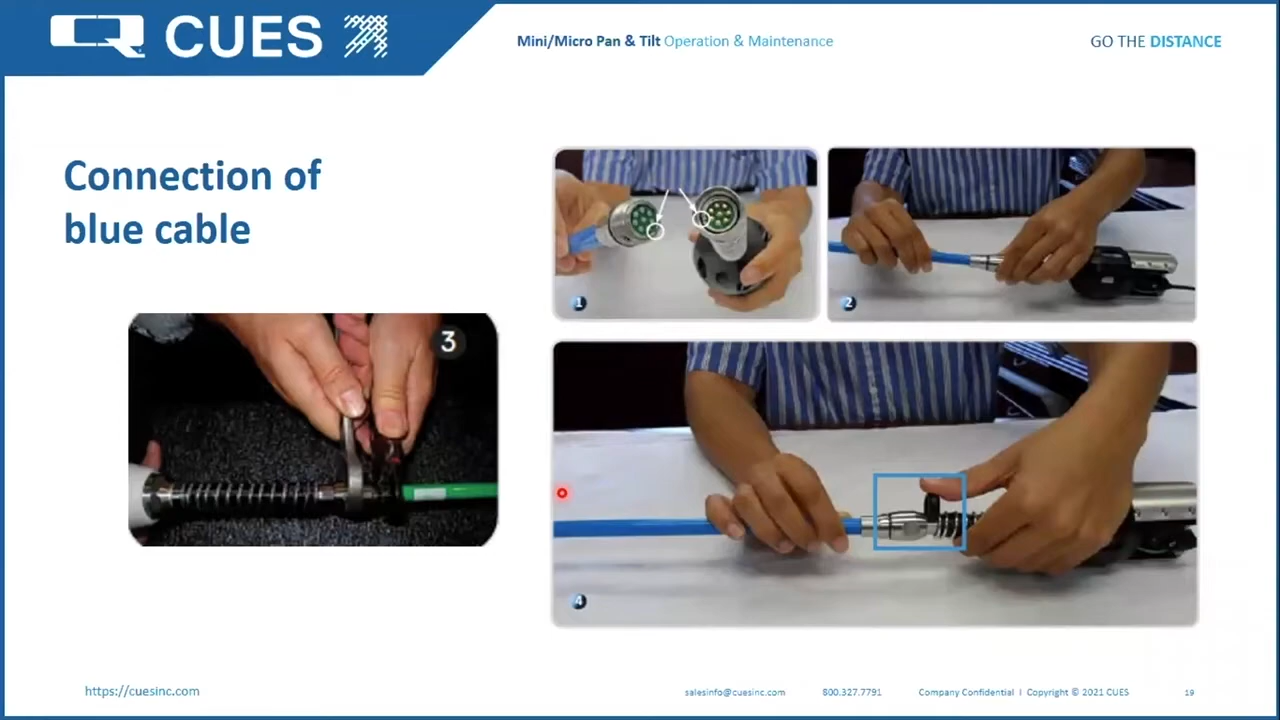 CUES
Mini/Micro Pan & Tilt Operation & Maintenance
GO THE DISTANCE
Connection of
blue cable
1
2
3
4
https://cuesinc.com
salesinfo@cuesinc.com
800.327.7791
Company Confidential I Copyright © 2021 CUES
19